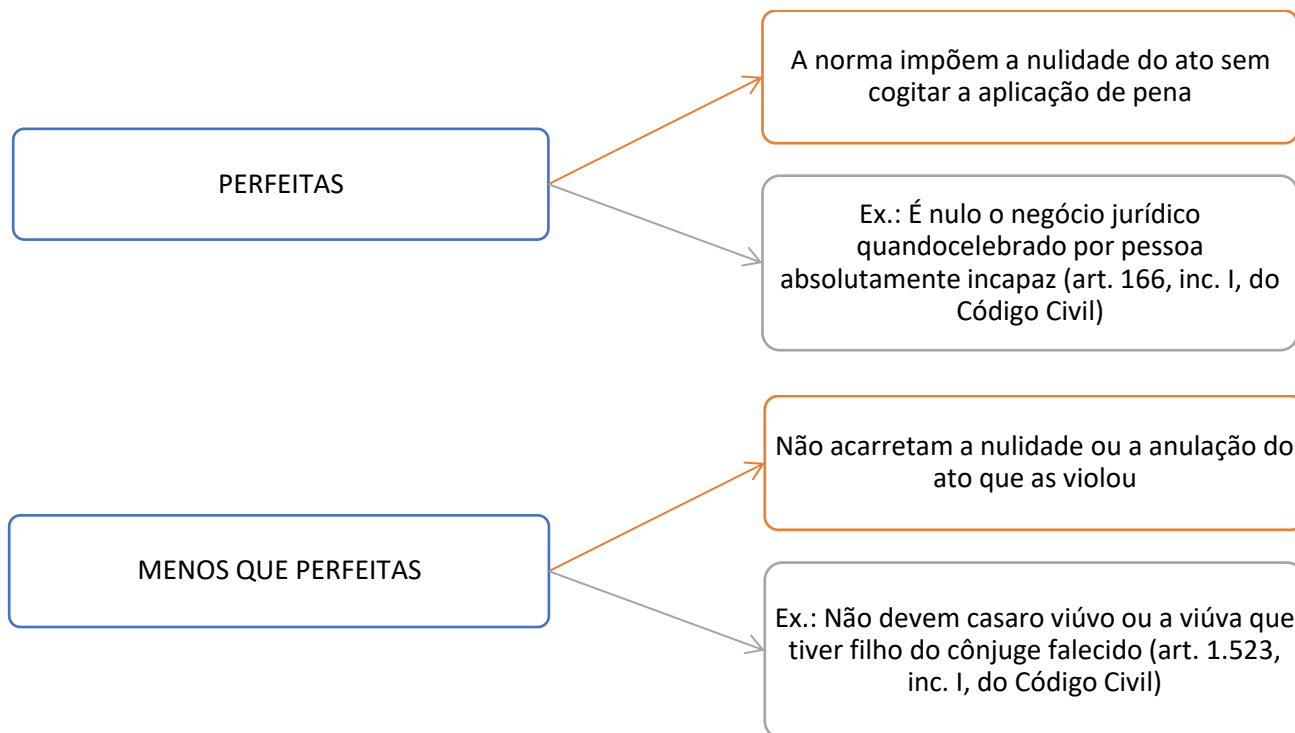 PERFEITAS
A norma impõem a nulidade do ato sem
cogitar a aplicação de pena
Ex.: É nulo o negócio jurídico
quandocelebrado por pessoa
absolutamente incapaz (art. 166, inc. I, do
Código Civil)
MENOS QUE PERFEITAS
Não acarretam a nulidade ou a anulação do
ato que as violou
Ex.: Não devem casaro viúvo ou a viúva que
tiver filho do cônjuge falecido (art. 1.523,
inc. I, do Código Civil)